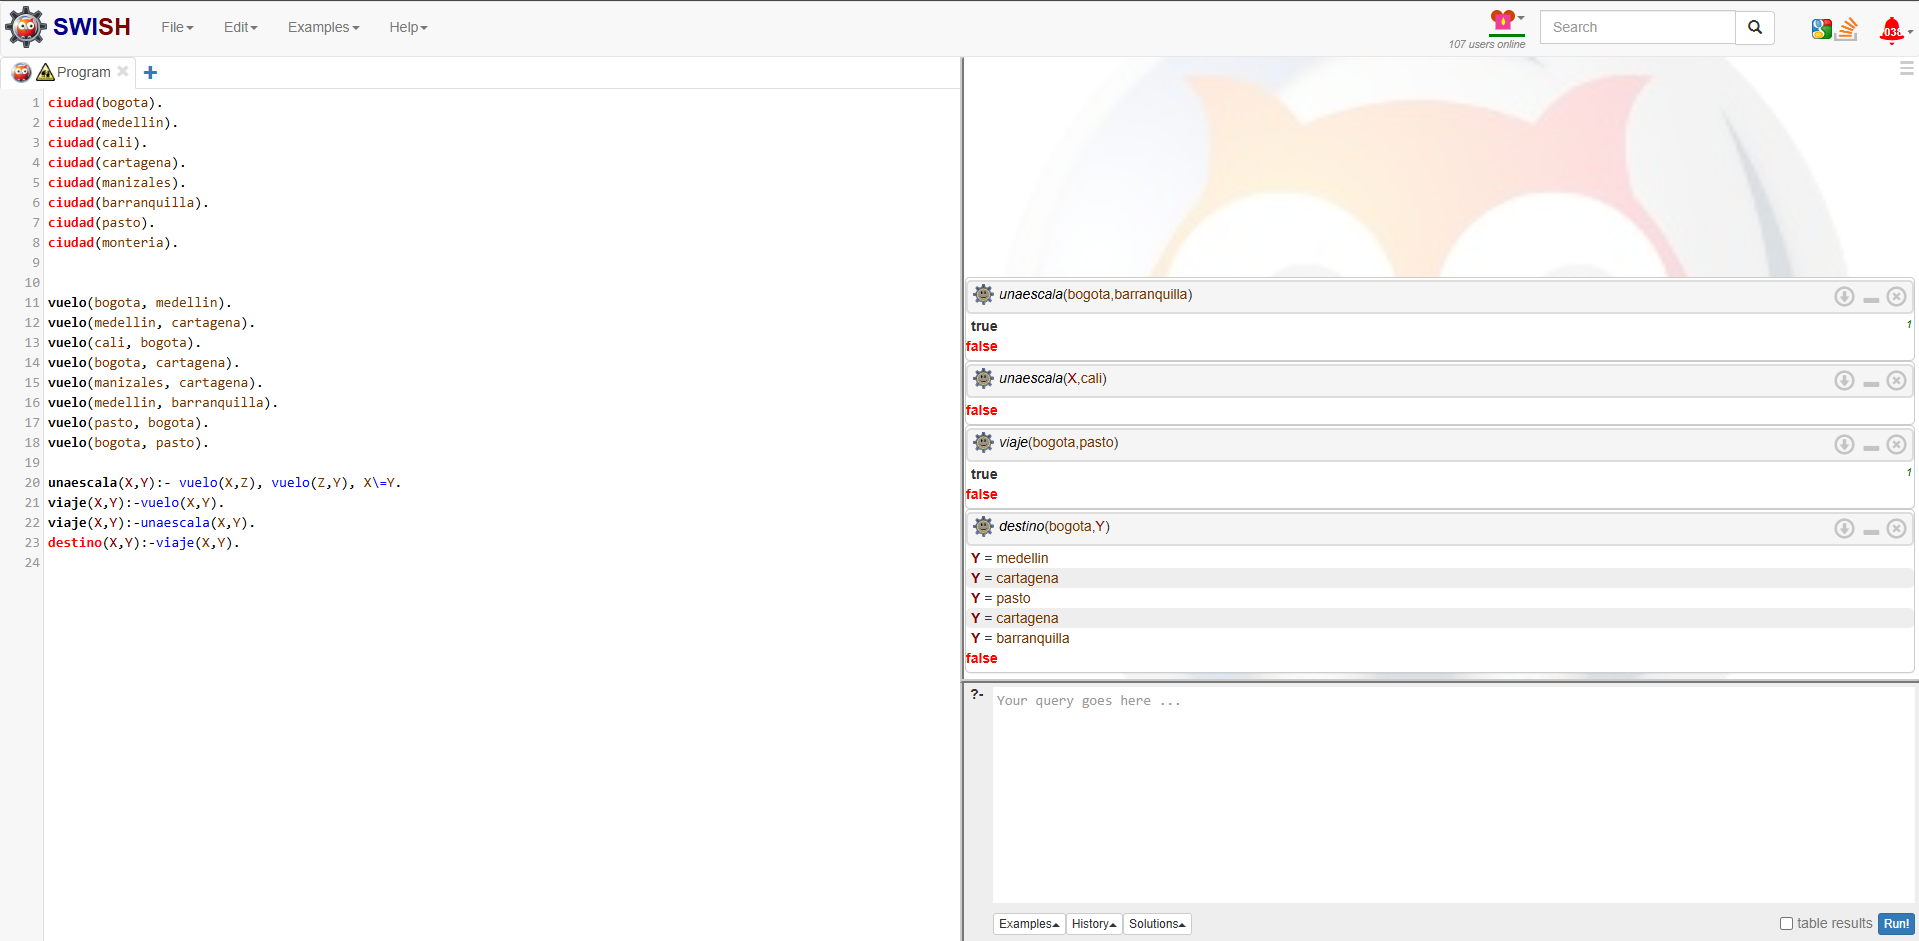 SWISH File Edit Examples Help
107 users online
Search
Program
1 ciudad(bogota).
2 ciudad(medellin).
3 ciudad(cali).
4 ciudad(cartagena).
5 ciudad(manizales).
6 ciudad(barranquilla).
7 ciudad(pasto).
8 ciudad(monteria).
9
10
11 vuelo(bogota, medellin).
12 vuelo(medellin, cartagena).
13 vuelo(cali, bogota).
14 vuelo(bogota, cartagena).
15 vuelo(manizales, cartagena).
16 vuelo(medellin, barranquilla).
17 vuelo(pasto, bogota).
18 vuelo(bogota, pasto).
19
20 unaescala(X,Y):- vuelo(X,Z), vuelo(Z,Y), X\=Y.
21 viaje(X,Y):-vuelo(X,Y).
22 viaje(X,Y):-unaescala(X,Y).
23 destino(X,Y):-viaje(X,Y).
24
unaescala(bogota,barranquilla)
true 1
false
unaescala(X,cali)
false
viaje(bogota,pasto)
true 1
false
destino(bogota,Y)
Y = medellin
Y = cartagena
Y = pasto
Y = cartagena
Y = barranquilla
false
?- Your query goes here ...
Examples History Solutions table results Run!